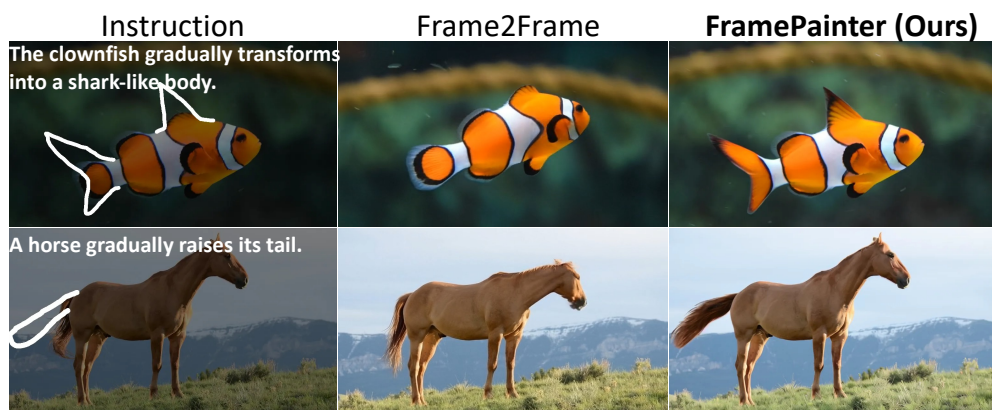 Instruction
Frame2Frame
FramePainter (Ours)
The clownfish gradually transforms
into a shark-like body.
A horse gradually raises its tail.